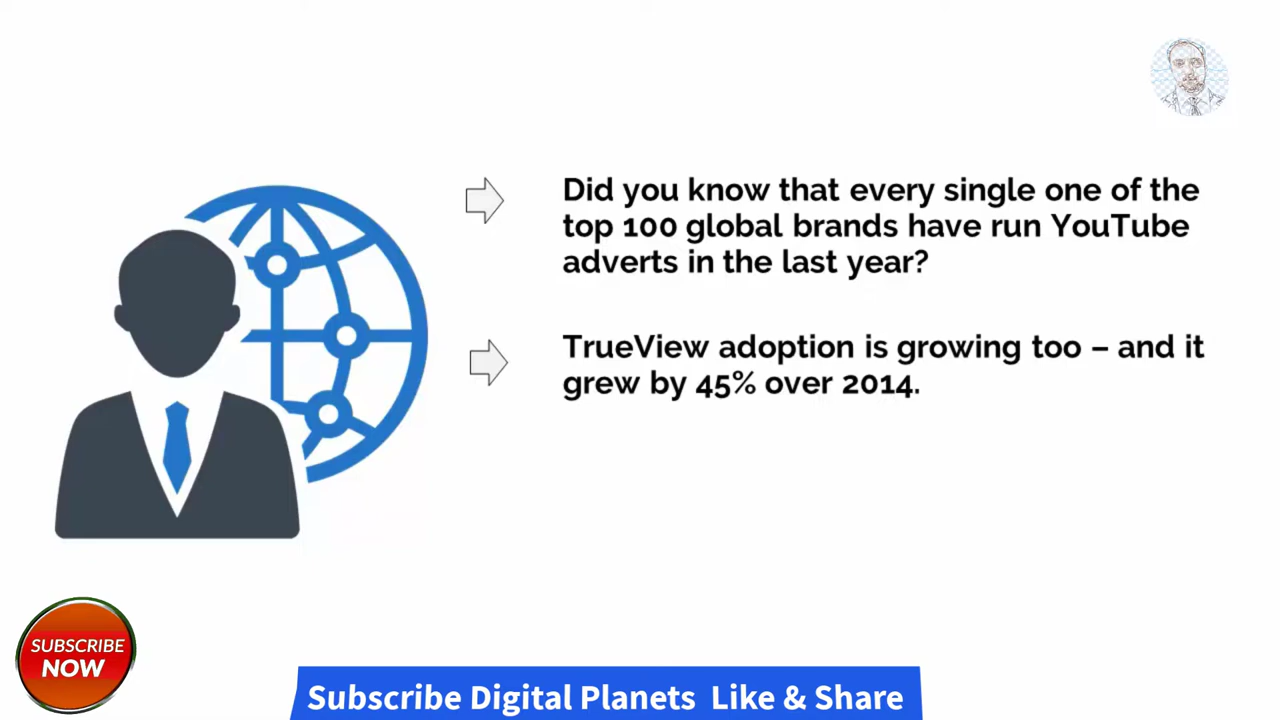 Did you know that every single one of the
top 100 global brands have run YouTube
adverts in the last year?
TrueView adoption is growing too – and it
grew by 45% over 2014.
SUBSCRIBE
NOW
Subscribe Digital Planets Like & Share